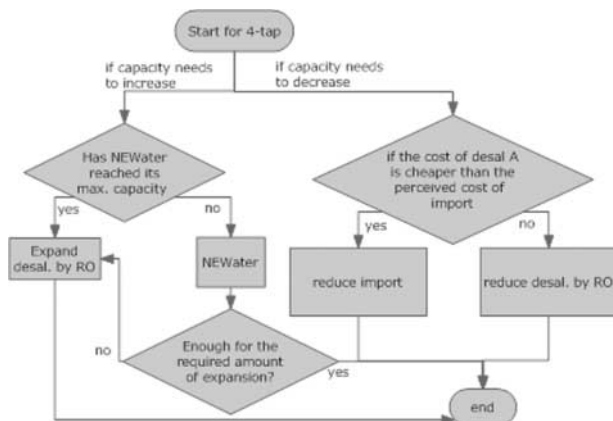 Start for 4-tap
if capacity needs
to increase
if capacity needs
to decrease
Has NEWater
reached its
max. capacity
if the cost of desal A
is cheaper than the
perceived cost of
import
yes
no
yes
no
Expand
desal. by RO
NEWater
reduce import
reduce desal. by RO
Enough for the
required amount
of expansion?
no
yes
end